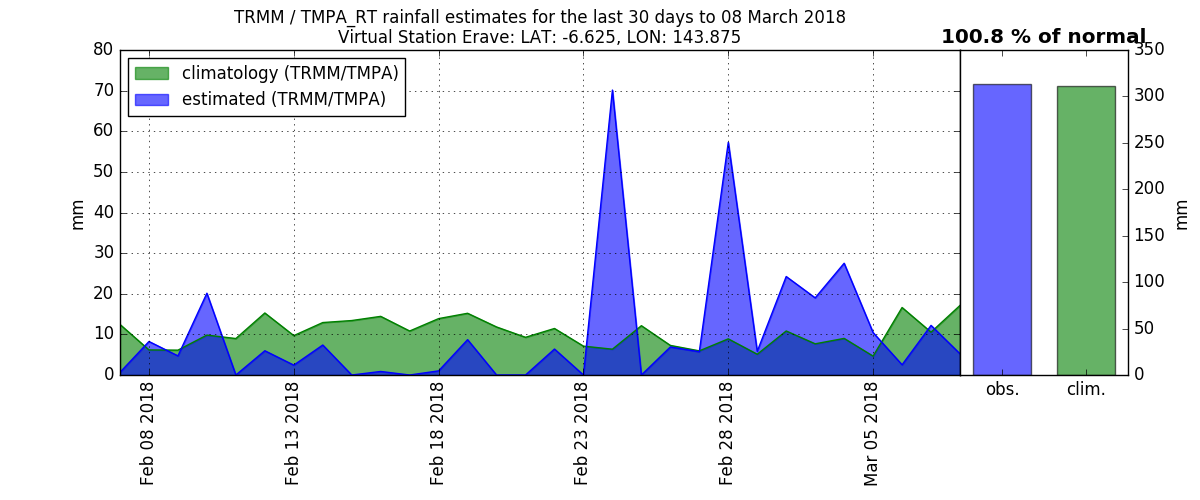 TRMM / TMPA_RT rainfall estimates for the last 30 days to 08 March 2018
Virtual Station Erave: LAT: -6.625, LON: 143.875
100.8 % of normal
climatology (TRMM/TMPA)
estimated (TRMM/TMPA)
80
70
60
50
40
30
20
10
0
mm
Feb 08 2018
Feb 13 2018
Feb 18 2018
Feb 23 2018
Feb 28 2018
Mar 05 2018
350
300
250
200
150
100
50
0
mm
obs.
clim.